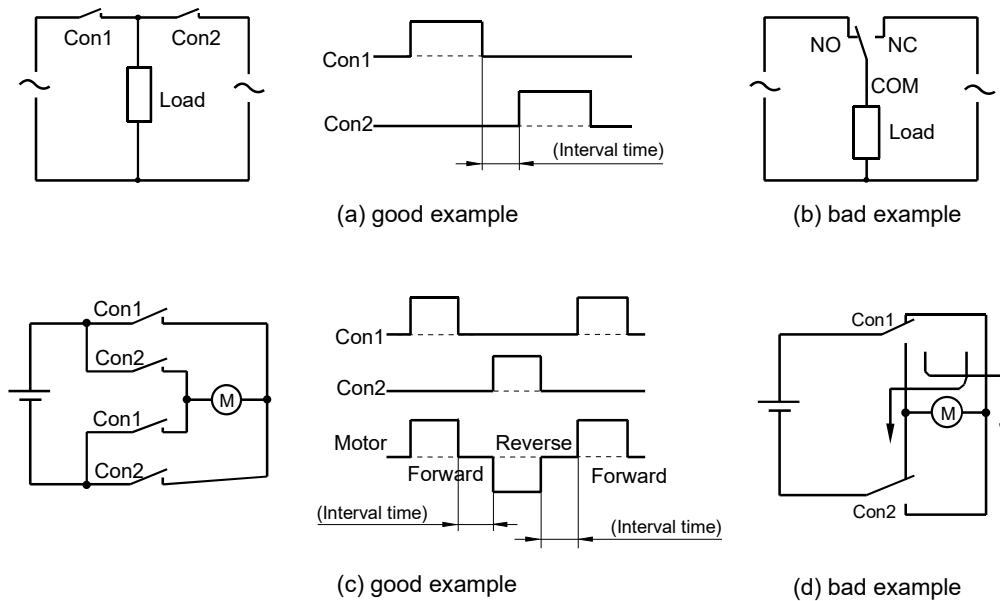 Con1
Con2
Load
Con1
Con2
(Interval time)
(a) good example
NO
NC
COM
Load
(b) bad example
Con1
Con2
Con1
Con2
M
Con1
Con2
Motor
Reverse
Forward
Forward
(Interval time)
(Interval time)
(c) good example
Con1
M
Con2
(d) bad example